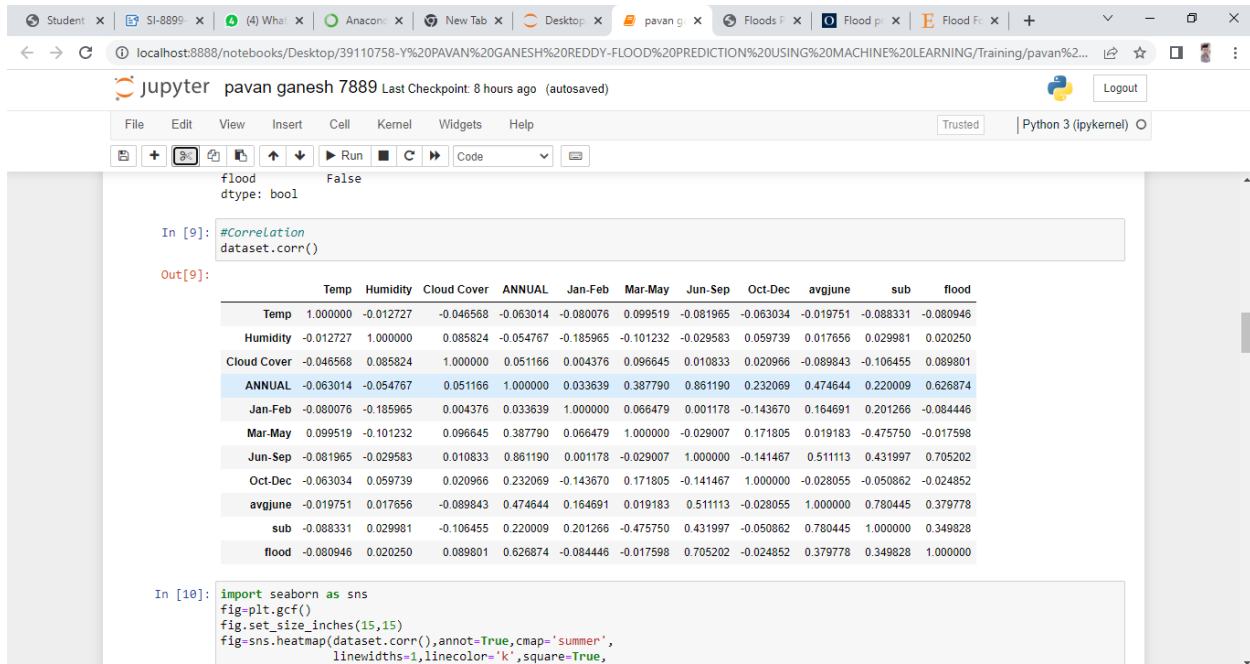 Student
SI-8899-
(4) What
Anacon
New Tab
Desktop
pavan g
Floods P
Flood p
Flood Fo
localhost:8888/notebooks/Desktop/39110758-Y%20PAVAN%20GANESH%20REDDY-FLOOD%20PREDICTION%20USING%20MACHINE%20LEARNING/Training/pavan%2...
jupyter pavan ganesh 7889 Last Checkpoint: 8 hours ago (autosaved)
Logout
File Edit View Insert Cell Kernel Widgets Help
Trusted
Python 3 (ipykernel)
Run
Code
flood False
dtype: bool
In [9]: #Correlation
dataset.corr()
Out[9]:
Temp Humidity Cloud Cover ANNUAL Jan-Feb Mar-May Jun-Sep Oct-Dec avgjune sub flood
Temp 1.000000 -0.012727 -0.046568 -0.063014 -0.080076 0.099519 -0.081965 -0.063034 -0.019751 -0.088331 -0.080946
Humidity -0.012727 1.000000 0.085824 -0.054767 -0.185965 -0.101232 -0.029583 0.059739 0.017656 0.029981 0.020250
Cloud Cover -0.046568 0.085824 1.000000 0.051166 0.004376 0.096645 0.010833 0.020966 -0.089843 -0.106455 0.089801
ANNUAL -0.063014 -0.054767 0.051166 1.000000 0.033639 0.387790 0.861190 0.232069 0.474644 0.220009 0.626874
Jan-Feb -0.080076 -0.185965 0.004376 0.033639 1.000000 0.066479 0.001178 -0.143670 0.164691 0.201266 -0.084446
Mar-May 0.099519 -0.101232 0.096645 0.387790 0.066479 1.000000 -0.029007 0.171805 0.019183 -0.475750 -0.017598
Jun-Sep -0.081965 -0.029583 0.010833 0.861190 0.001178 -0.029007 1.000000 -0.141467 0.511113 0.431997 0.705202
Oct-Dec -0.063034 0.059739 0.020966 0.232069 -0.143670 0.171805 -0.141467 1.000000 -0.028055 -0.050862 -0.024852
avgjune -0.019751 0.017656 -0.089843 0.474644 0.164691 0.019183 0.511113 -0.028055 1.000000 0.780445 0.379778
sub -0.088331 0.029981 -0.106455 0.220009 0.201266 -0.475750 0.431997 -0.050862 0.780445 1.000000 0.349828
flood -0.080946 0.020250 0.089801 0.626874 -0.084446 -0.017598 0.705202 -0.024852 0.379778 0.349828 1.000000
In [10]: import seaborn as sns
fig=plt.gcf()
fig.set_size_inches(15,15)
fig=sns.heatmap(dataset.corr(),annot=True,cmap='summer',
linewidths=1,linecolor='k',square=True,